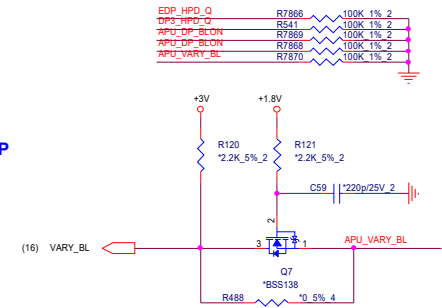 EDP_HPD_Q R7866 100K_1%_2
DP3_HPD_Q R541 100K_1%_2
APU_DP_BLON R7869 100K_1%_2
APU_DP_BLON R7868 100K_1%_2
APU_VARY_BL R7870 100K_1%_2
+3V +1.8V
P
R120 R121
*2.2K_5%_2 *2.2K_5%_2
C59 *220p/25V_2
2
(16) VARY_BL 3 1 APU_VARY_BL
Q7
*BSS138
R488 *0_5%_4